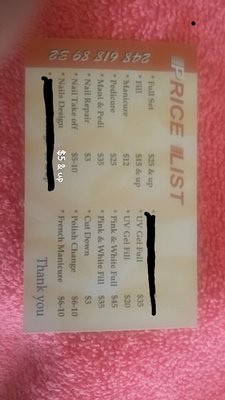 PRICE LIST
248 618 89 32
* Full Set $25 & up
* Fill $15 & up
* Manicure $12
* Pedicure $25
* Mani & Pedi $35
* Nail Repair $3
* Nail Take off $5-10
* Nails Design
$5 & up
* UV Gel Full $35
* UV Gel Fill $20
* Pink & White Full $45
* Pink & White Fill $35
* Cut Down $3
* Polish Change $6-10
* French Manicure $6-10
Thank you